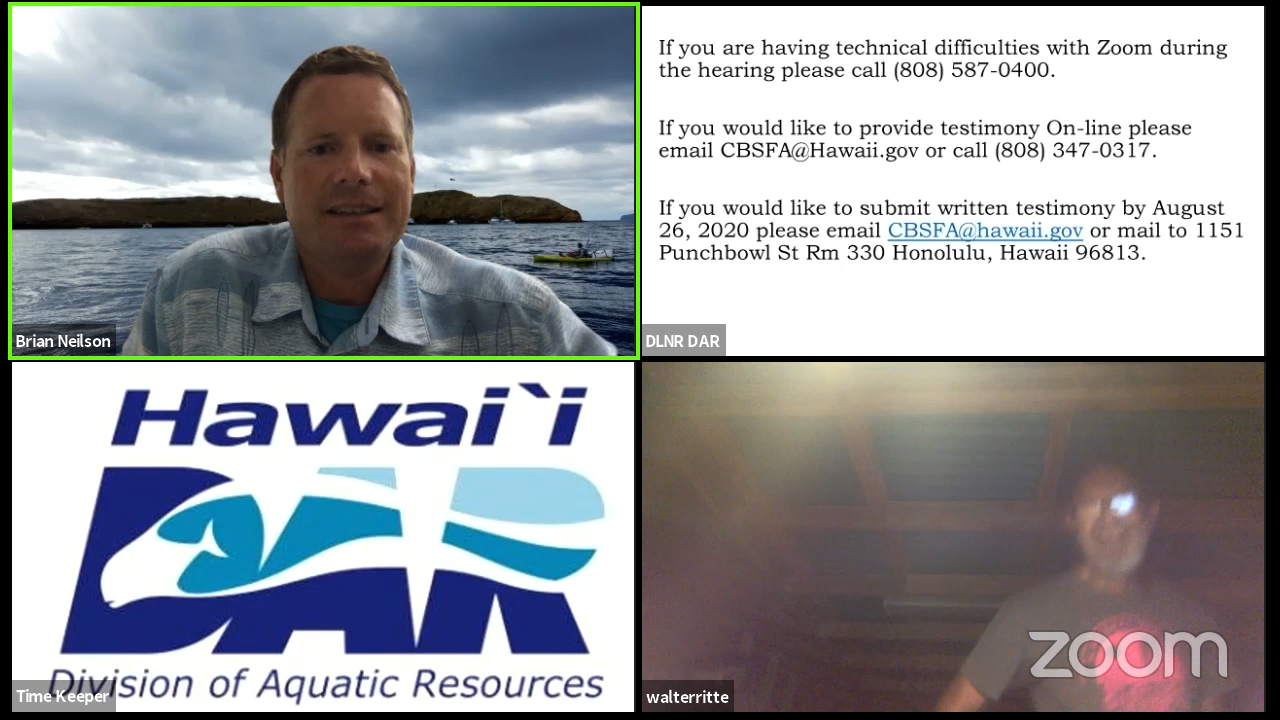 If you are having technical difficulties with Zoom during
the hearing please call (808) 587-0400.
If you would like to provide testimony On-line please
email CBSFA@Hawaii.gov or call (808) 347-0317.
If you would like to submit written testimony by August
26, 2020 please email CBSFA@hawaii.gov or mail to 1151
Punchbowl St Rm 330 Honolulu, Hawaii 96813.
Brian Neilson
DLNR DAR
Hawai`i
DAR
Division of Aquatic Resources
Time Keeper
walterritte
zoom